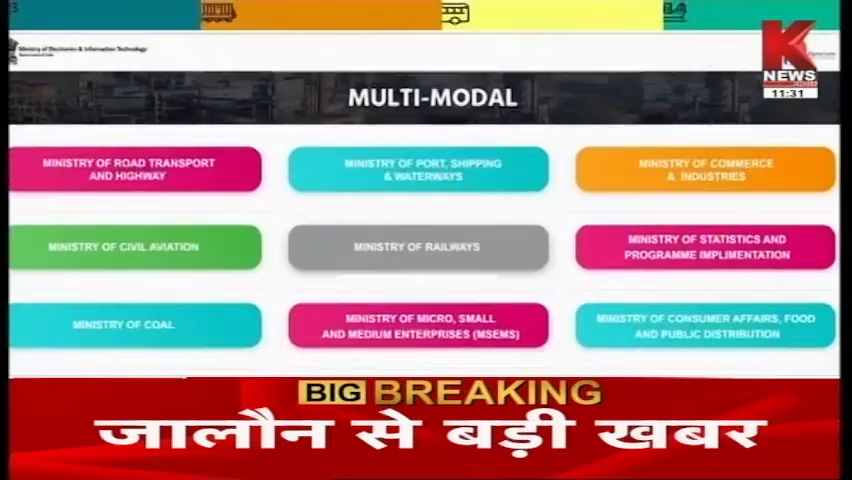 Ministry of Electronics & Information Technology
K
NEWS
11:31
MULTI-MODAL
MINISTRY OF ROAD TRANSPORT
AND HIGHWAY
MINISTRY OF PORT, SHIPPING
& WATERWAYS
MINISTRY OF COMMERCE
& INDUSTRIES
MINISTRY OF CIVIL AVIATION
MINISTRY OF RAILWAYS
MINISTRY OF STATISTICS AND
PROGRAMME IMPLIMENTATION
MINISTRY OF COAL
MINISTRY OF MICRO, SMALL
AND MEDIUM ENTERPRISES (MSEMS)
MINISTRY OF CONSUMER AFFAIRS, FOOD
AND PUBLIC DISTRIBUTION
BIG BREAKING
जालौन से बड़ी खबर